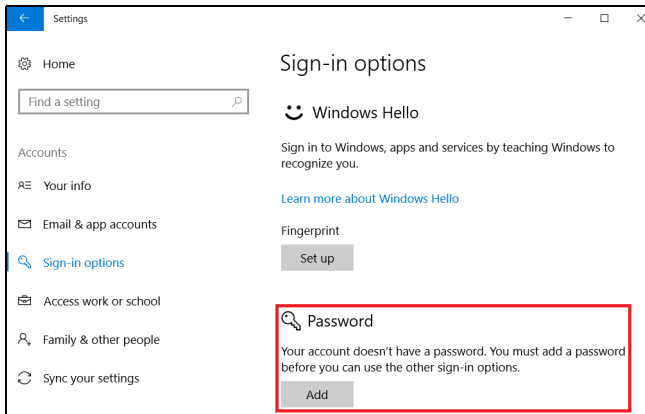 Settings
Home
Find a setting
Accounts
Your info
Email & app accounts
Sign-in options
Access work or school
Family & other people
Sync your settings
Sign-in options
Windows Hello
Sign in to Windows, apps and services by teaching Windows to
recognize you.
Learn more about Windows Hello
Fingerprint
Set up
Password
Your account doesn't have a password. You must add a password
before you can use the other sign-in options.
Add